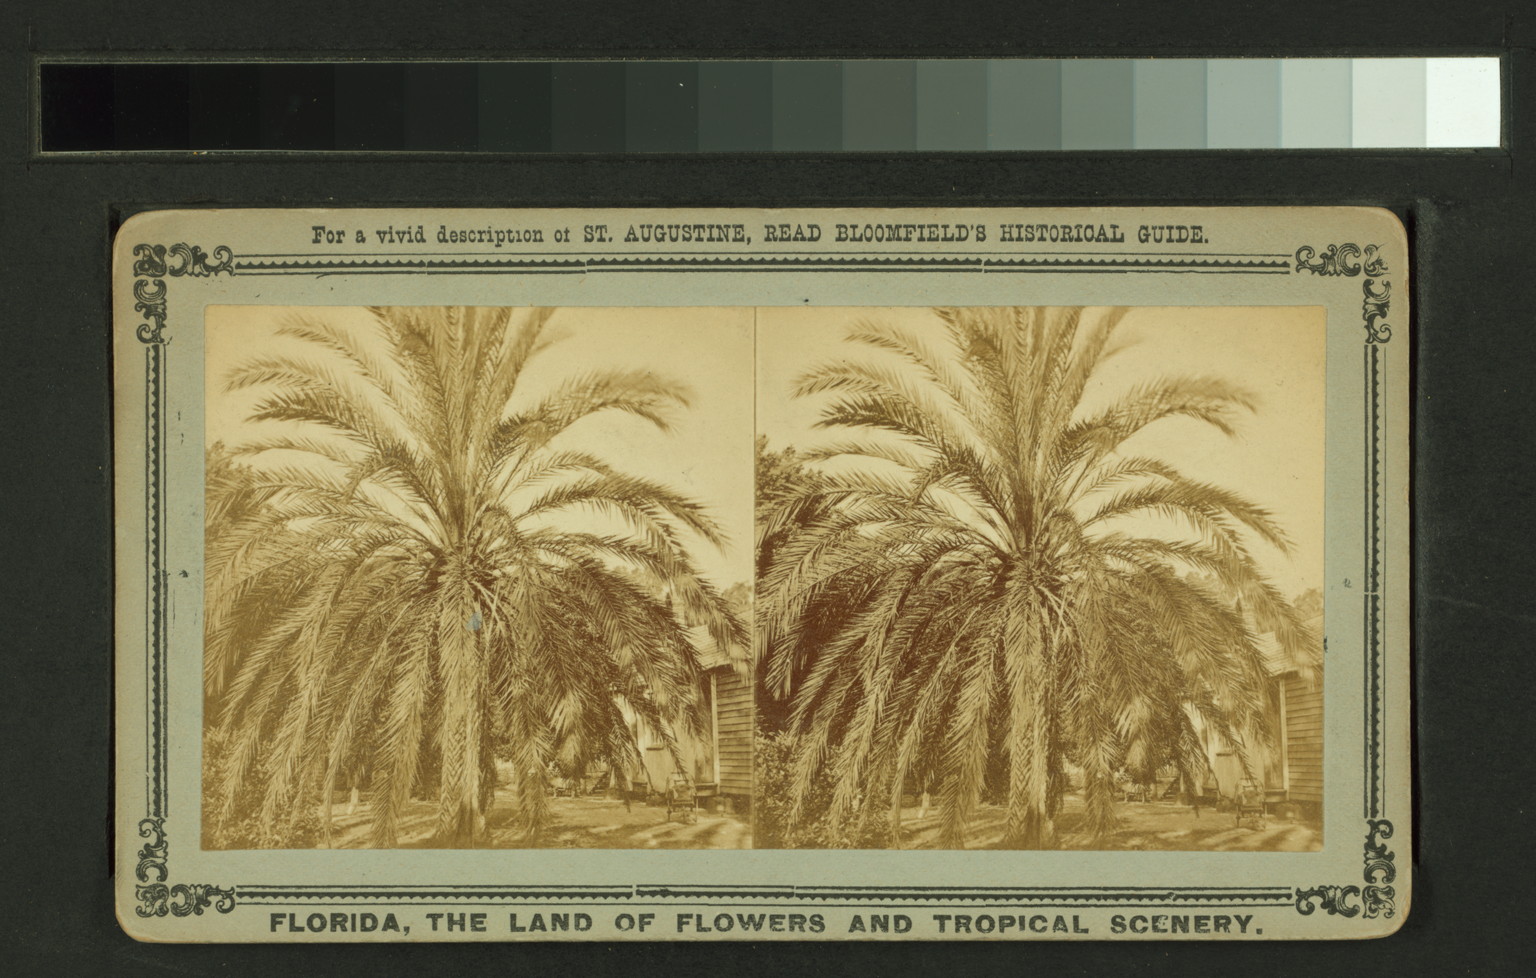 For a vivid description of ST. AUGUSTINE, READ BLOOMFIELD'S HISTORICAL GUIDE.
FLORIDA, THE LAND OF FLOWERS AND TROPICAL SCENERY.